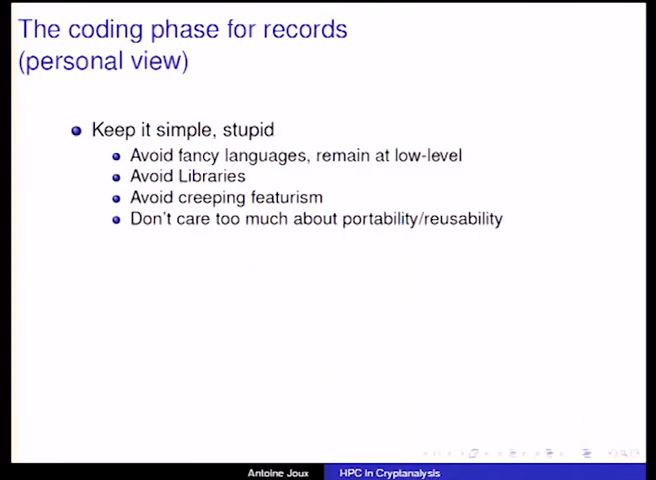 The coding phase for records
(personal view)
Keep it simple, stupid
Avoid fancy languages, remain at low-level
Avoid Libraries
Avoid creeping featurism
Don't care too much about portability/reusability
Antoine Joux
HPC in Cryptanalysis